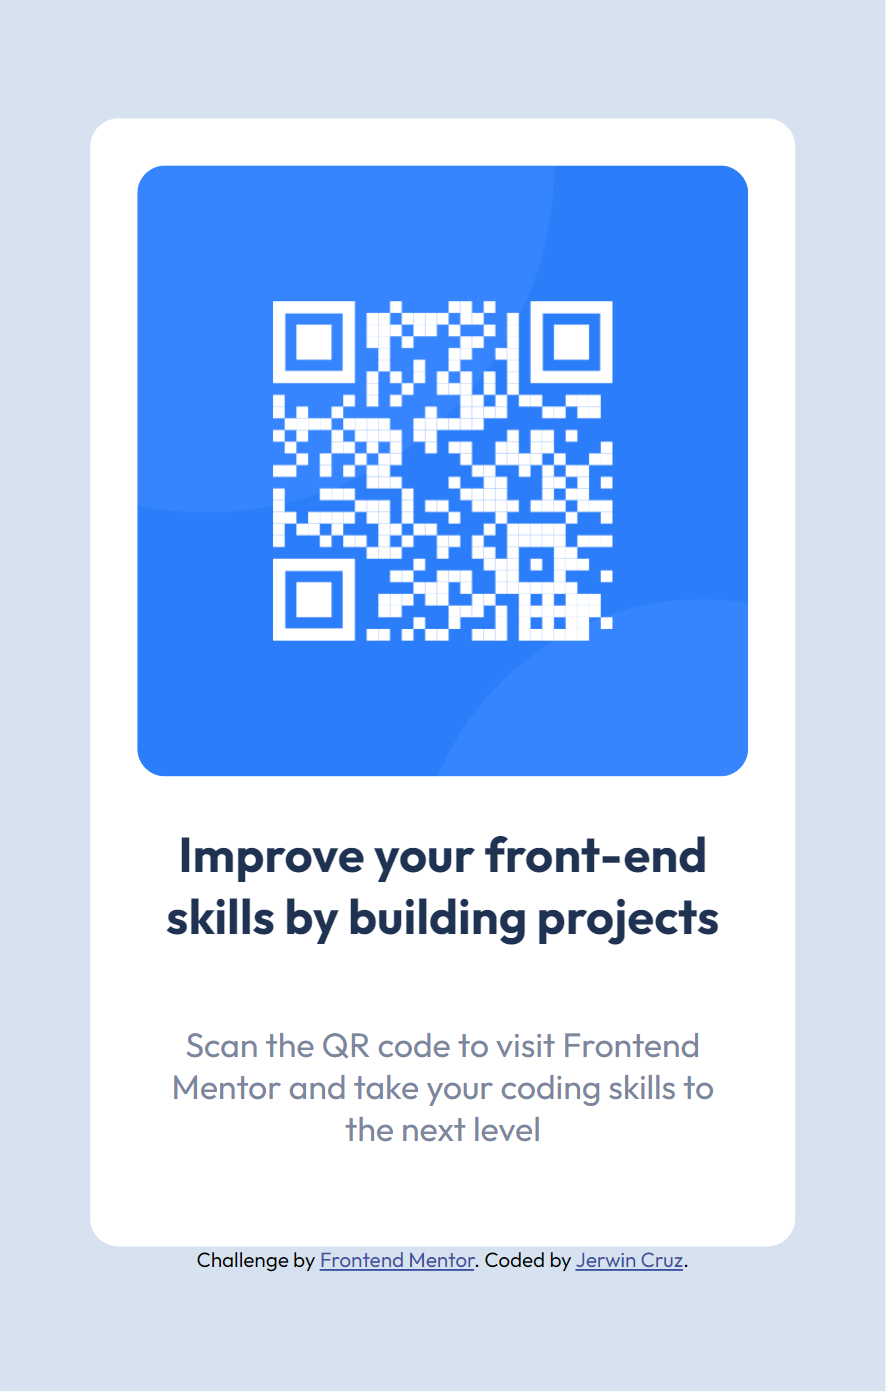 Improve your front-end
skills by building projects
Scan the QR code to visit Frontend
Mentor and take your coding skills to
the next level
Challenge by Frontend Mentor. Coded by Jerwin Cruz.